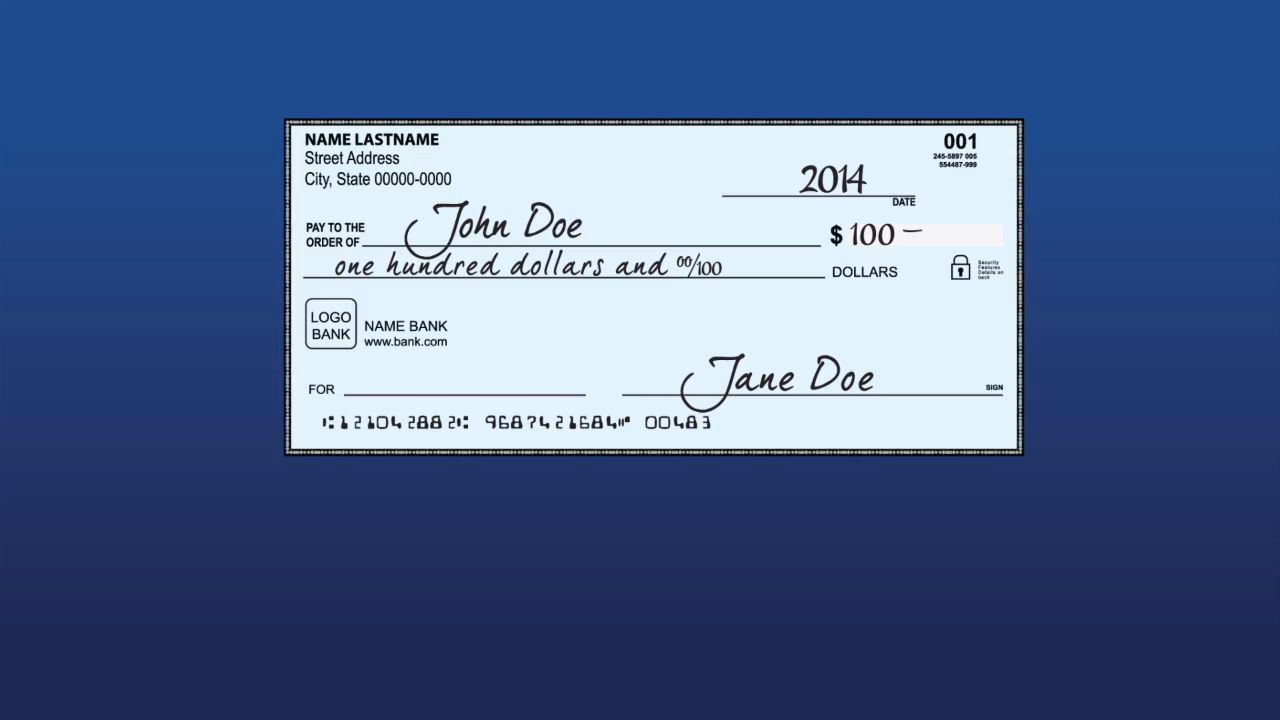 NAME LASTNAME
Street Address
City, State 00000-0000
001
245-5897 005
554487-999
2014
DATE
PAY TO THE
ORDER OF John Doe
$ 100 —
one hundred dollars and 00/100 DOLLARS
Security
Features
Details on
back
LOGO
BANK
NAME BANK
www.bank.com
FOR
Jane Doe
SIGN
⑆121042882⑆ 9687421684⑈ 00483